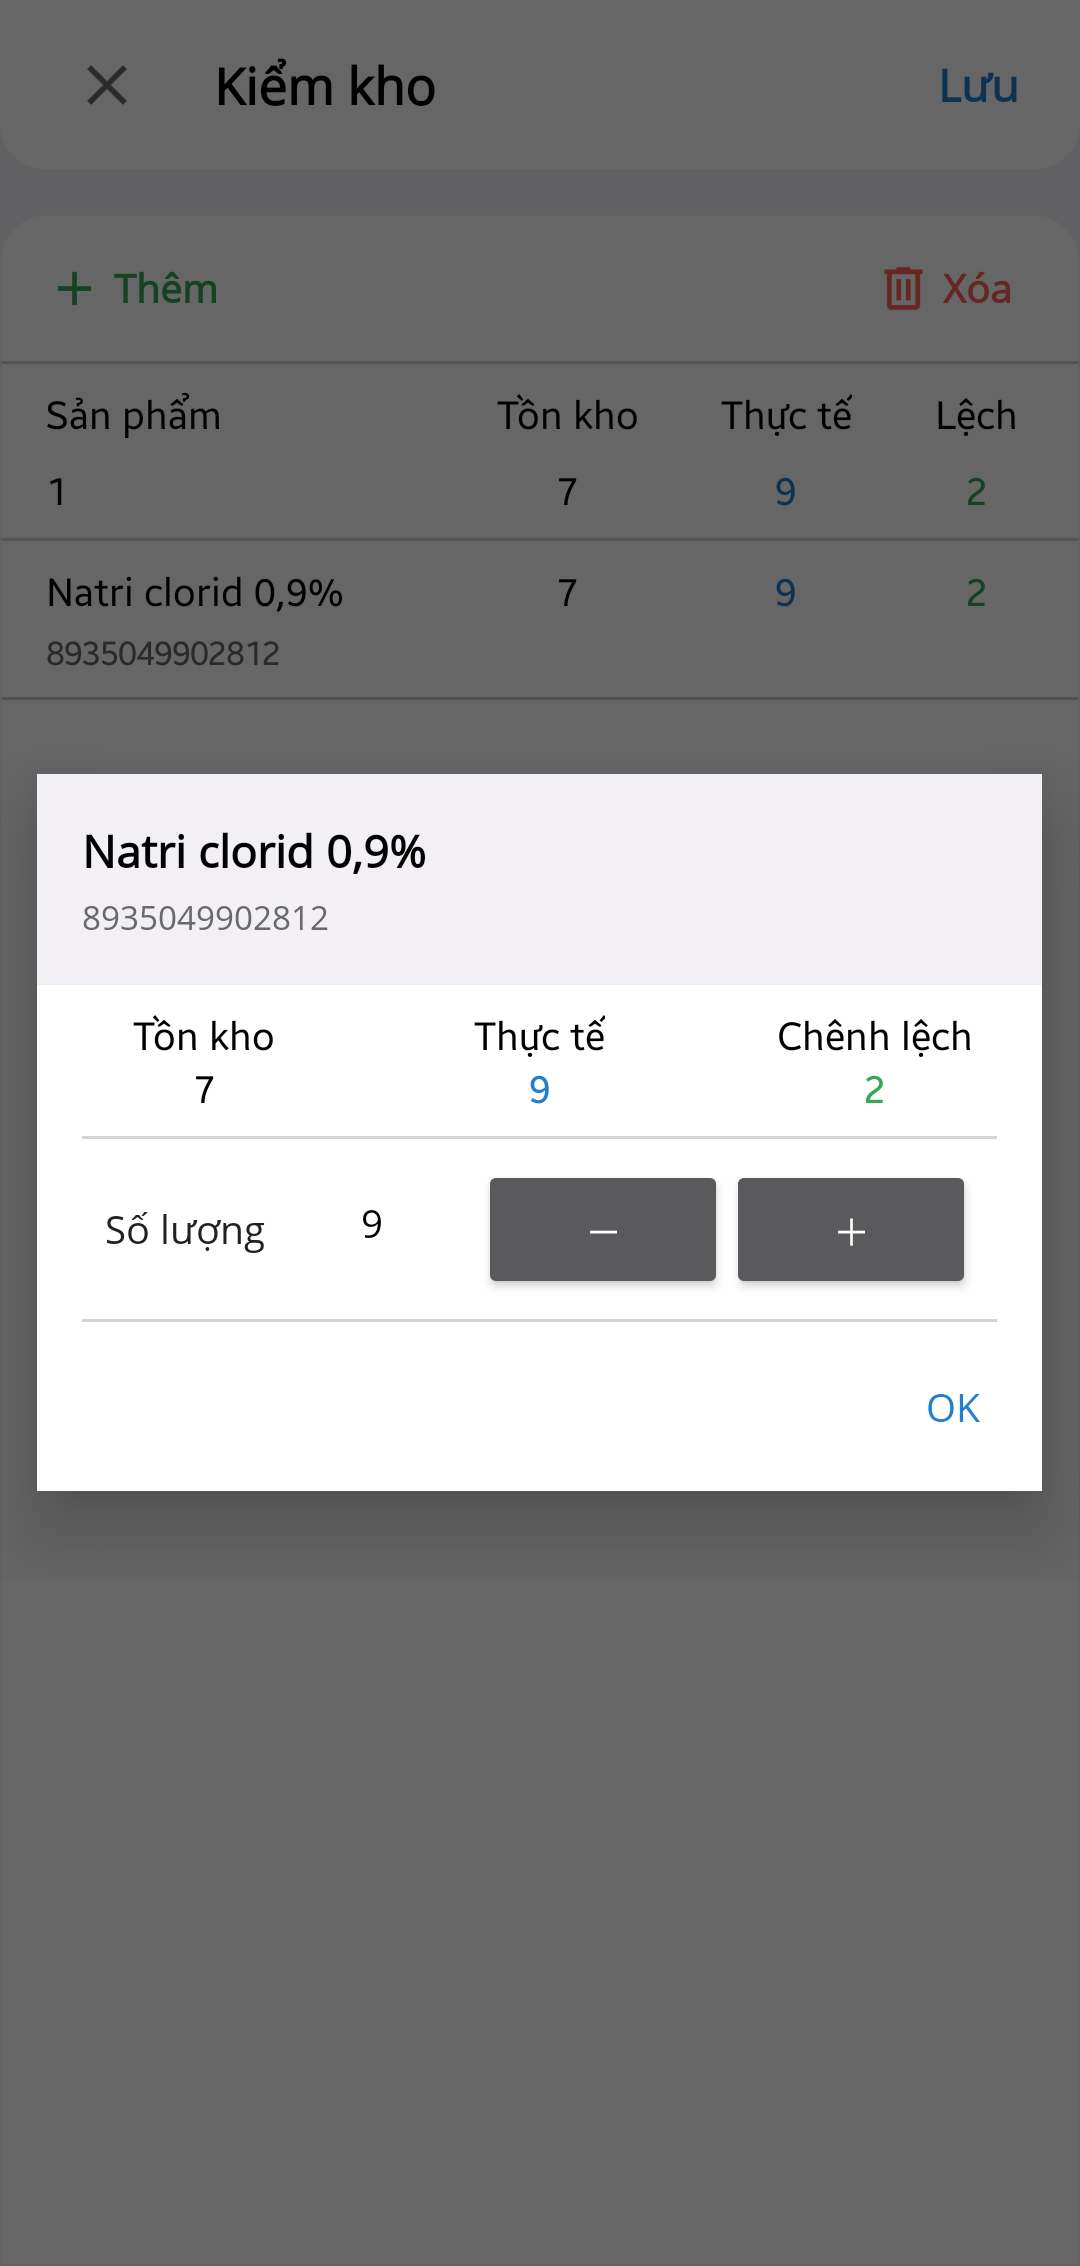 Kiểm kho Lưu
Thêm Xóa
Sản phẩm Tồn kho Thực tế Lệch
1 7 9 2
Natri clorid 0,9% 7 9 2
8935049902812
Natri clorid 0,9%
8935049902812
Tồn kho Thực tế Chênh lệch
7 9 2
Số lượng 9 − +
OK